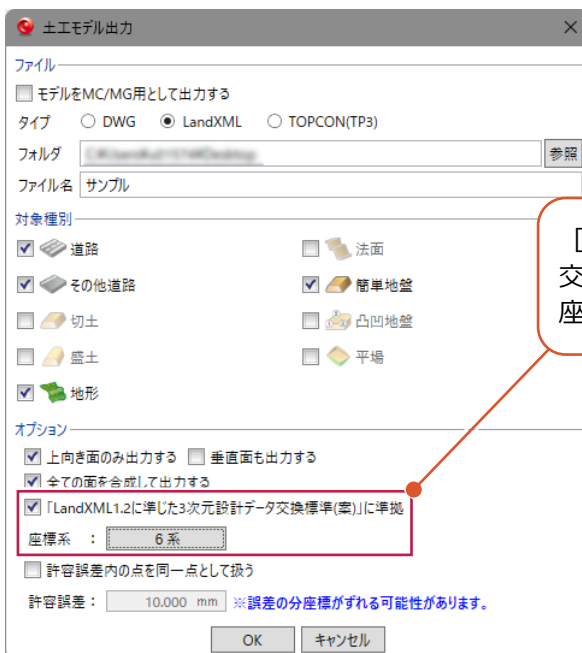 土工モデル出力
ファイル
モデルをMC/MG用として出力する
タイプ DWG LandXML TOPCON(TP3)
フォルダ 参照
ファイル名 サンプル
対象種別
道路 法面
その他道路 簡単地盤
切土 凸凹地盤
盛土 平場
地形
オプション
上向き面のみ出力する 垂直面も出力する
全ての面を合成して出力する
「LandXML1.2に準じた3次元設計データ交換標準(案)」に準拠
座標系 : 6系
許容誤差内の点を同一点として扱う
許容誤差: 10.000 mm ※誤差の分座標がずれる可能性があります。
OK キャンセル
交
座